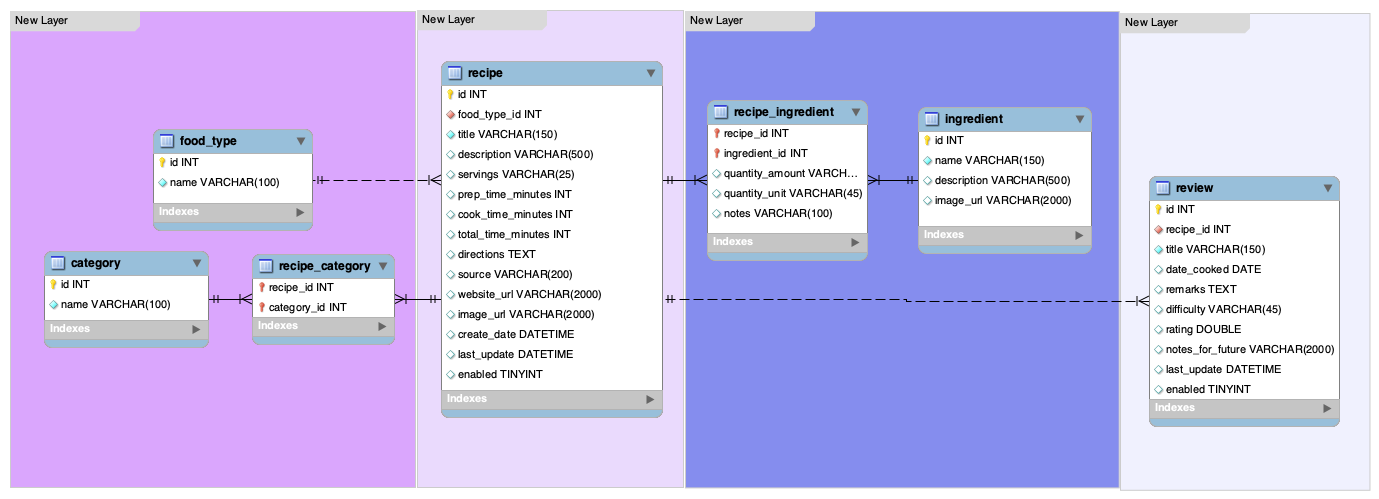 New Layer
food_type
id INT
name VARCHAR(100)
Indexes
category
id INT
name VARCHAR(100)
Indexes
recipe_category
recipe_id INT
category_id INT
Indexes
New Layer
recipe
id INT
food_type_id INT
title VARCHAR(150)
description VARCHAR(500)
servings VARCHAR(25)
prep_time_minutes INT
cook_time_minutes INT
total_time_minutes INT
directions TEXT
source VARCHAR(200)
website_url VARCHAR(2000)
image_url VARCHAR(2000)
create_date DATETIME
last_update DATETIME
enabled TINYINT
Indexes
New Layer
recipe_ingredient
recipe_id INT
ingredient_id INT
quantity_amount VARCH...
quantity_unit VARCHAR(45)
notes VARCHAR(100)
Indexes
ingredient
id INT
name VARCHAR(150)
description VARCHAR(500)
image_url VARCHAR(2000)
Indexes
New Layer
review
id INT
recipe_id INT
title VARCHAR(150)
date_cooked DATE
remarks TEXT
difficulty VARCHAR(45)
rating DOUBLE
notes_for_future VARCHAR(2000)
last_update DATETIME
enabled TINYINT
Indexes